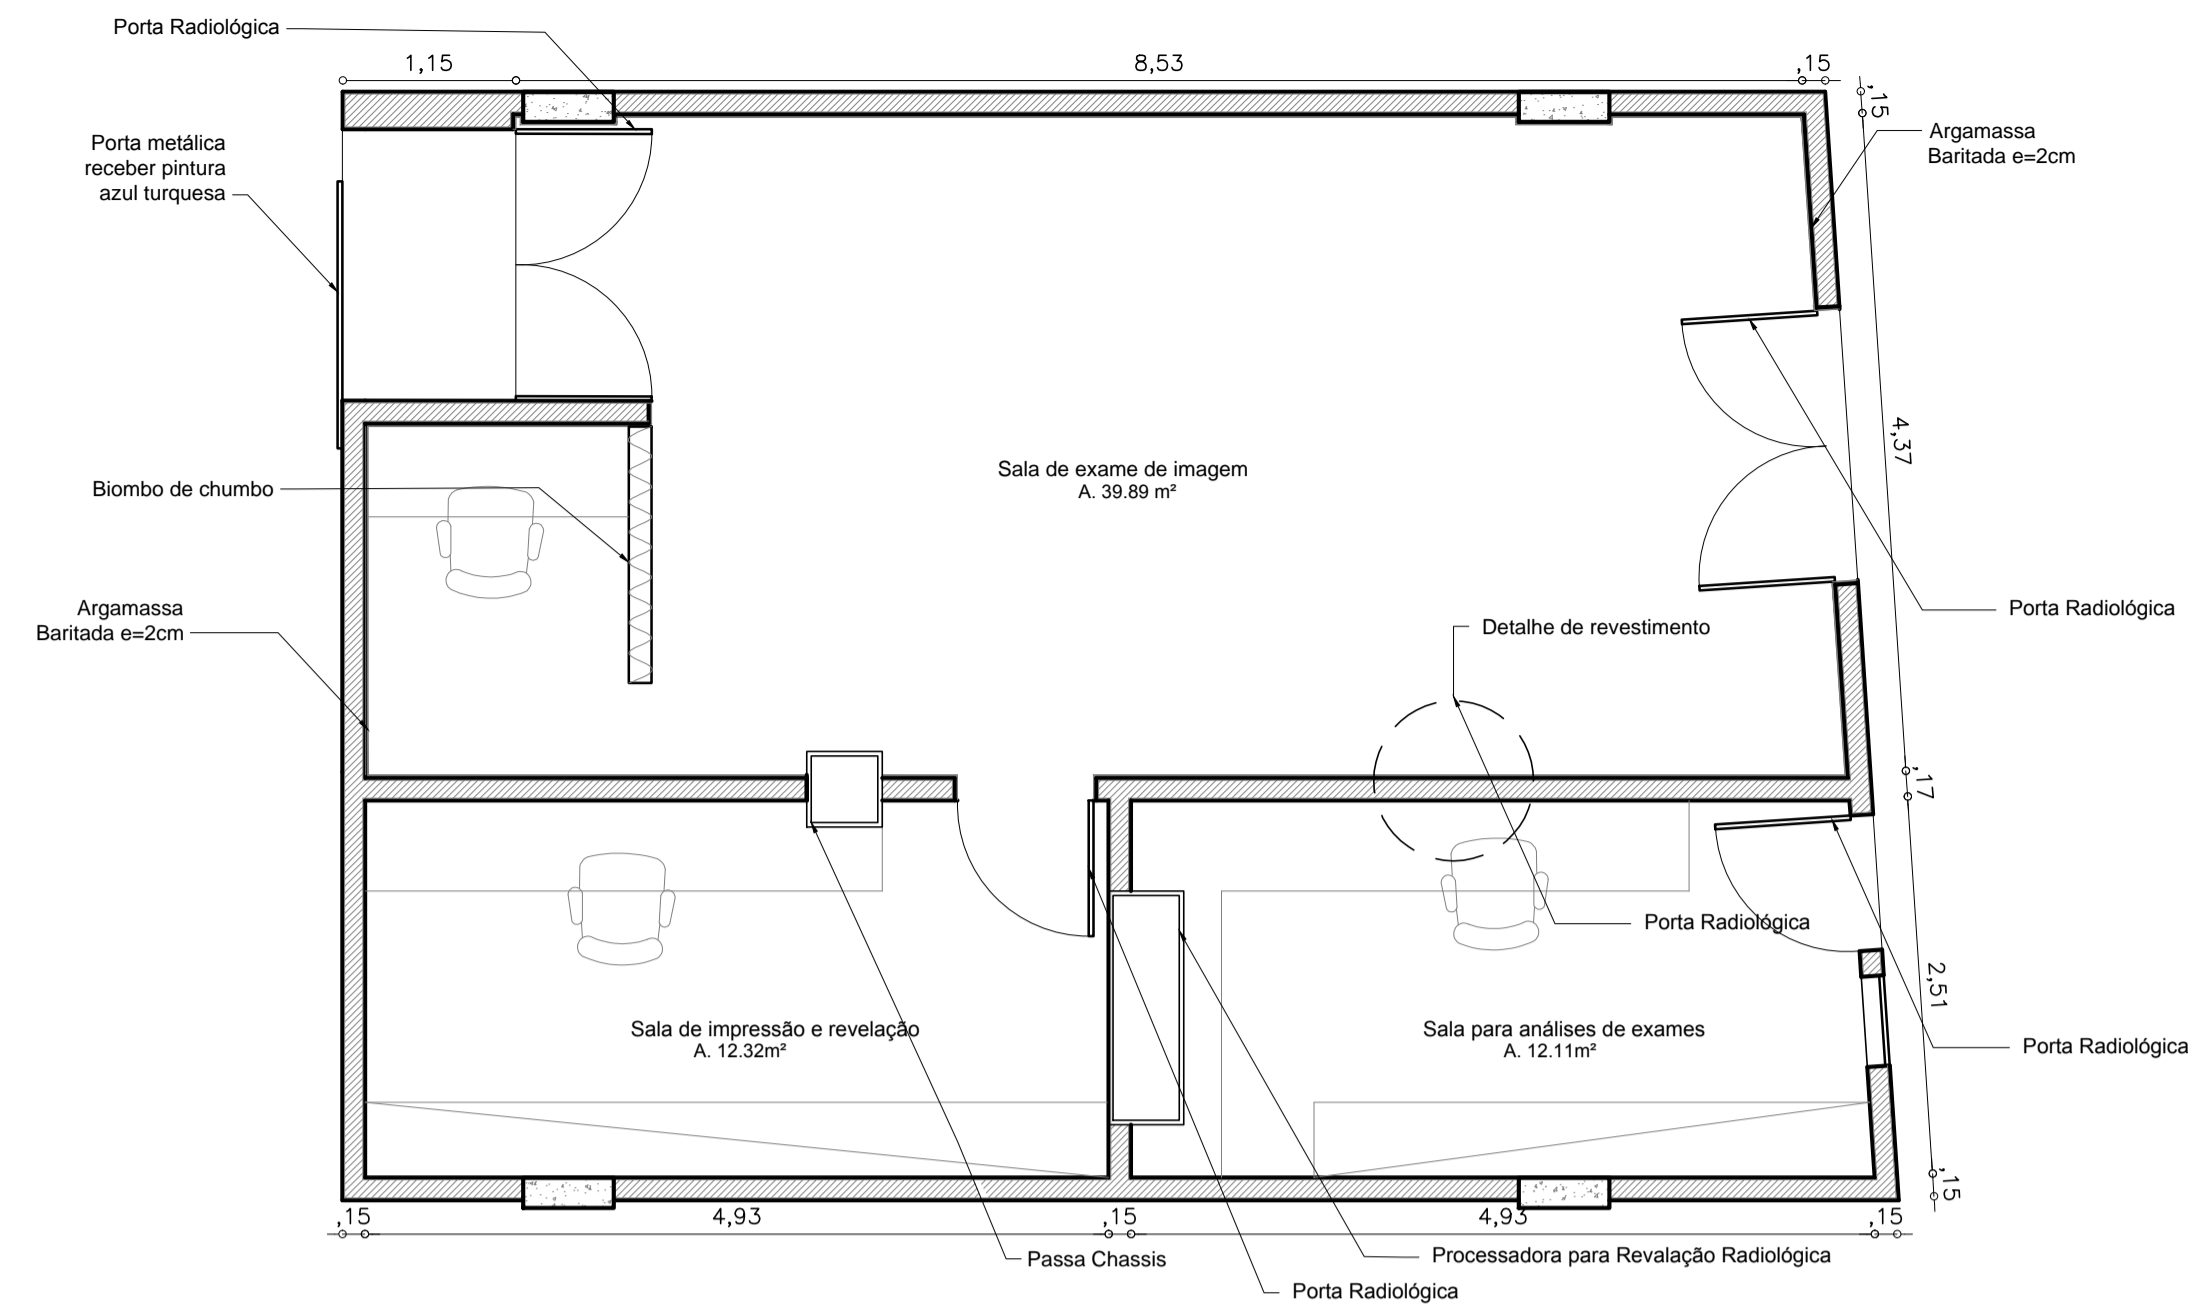 Porta Radiológica
1,15
8,53
,15
,15
Porta metálica
receber pintura
azul turquesa
Argamassa
Baritada e=2cm
4,37
Sala de exame de imagem
A. 39.89 m²
Biombo de chumbo
Argamassa
Baritada e=2cm
Porta Radiológica
Detalhe de revestimento
,17
Porta Radiológica
2,51
Sala de impressão e revelação
A. 12.32m²
Sala para análises de exames
A. 12.11m²
Porta Radiológica
,15
,15
4,93
,15
4,93
,15
Passa Chassis
Processadora para Revalação Radiológica
Porta Radiológica